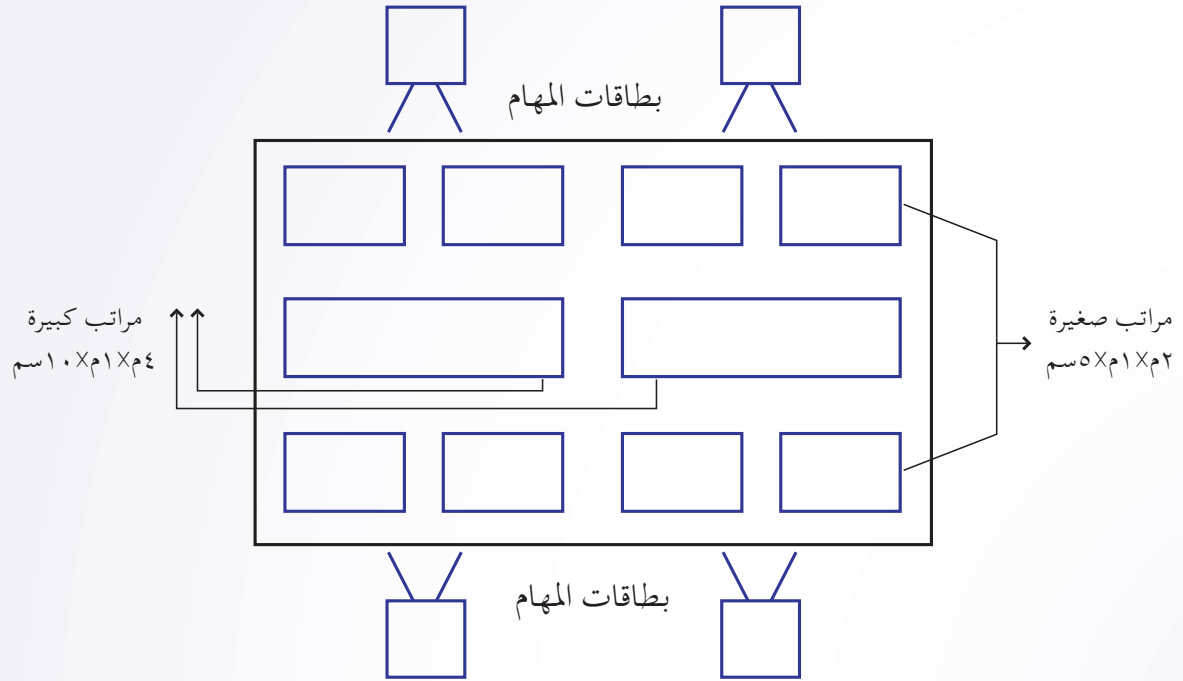 بطاقات المهام
مراتب صغيرة
٢م×١م×٥سم
مراتب كبيرة
٤م×١م×١٠سم
بطاقات المهام